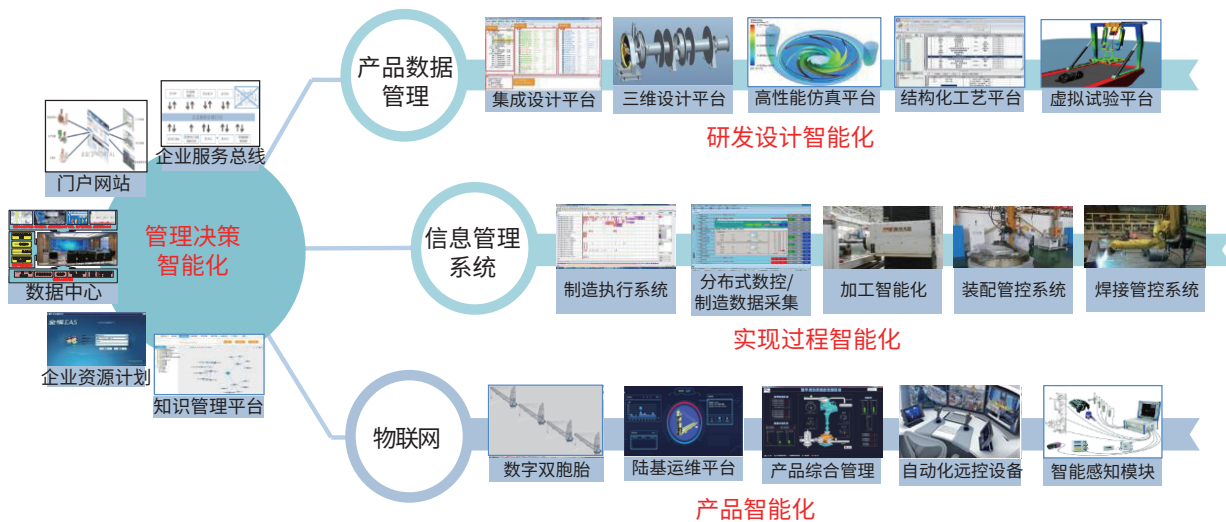 产品数据
管理
集成设计平台
三维设计平台
高性能仿真平台
结构化工艺平台
虚拟试验平台
研发设计智能化
企业服务总线
门户网站
管理决策
智能化
数据中心
企业资源计划
知识管理平台
信息管理
系统
制造执行系统
分布式数控/
制造数据采集
加工智能化
装配管控系统
焊接管控系统
实现过程智能化
物联网
数字双胞胎
陆基运维平台
产品综合管理
自动化远控设备
智能感知模块
产品智能化